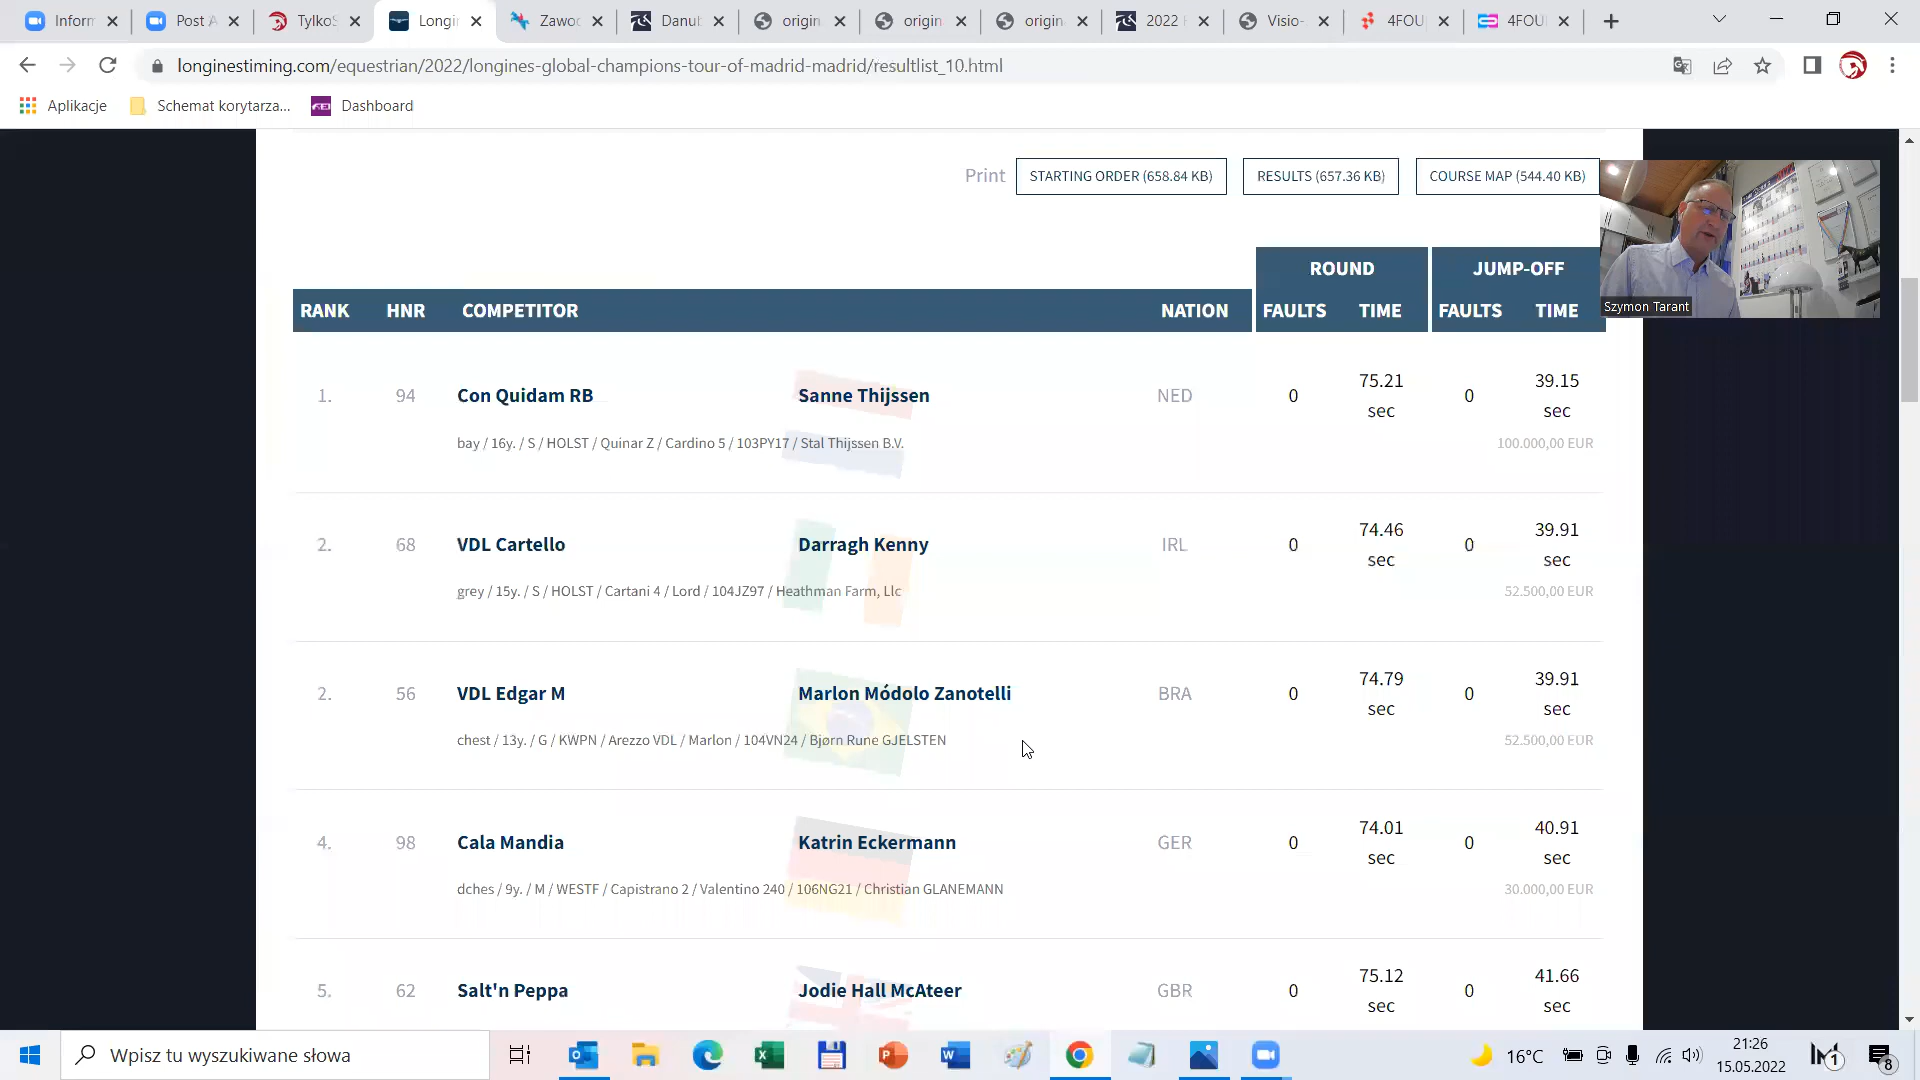 Inform
Post A
TylkoS
Longin
Zawoc
Danub
origin
origin
origin
2022
Visio-
4FOU
4FOU
longinestiming.com/equestrian/2022/longines-global-champions-tour-of-madrid-madrid/resultlist_10.html
Aplikacje
Schemat korytarza...
FEI
Dashboard
Print
STARTING ORDER (658.84 KB)
RESULTS (657.36 KB)
COURSE MAP (544.40 KB)
Szymon Tarant
ROUND JUMP-OFF
RANK HNR COMPETITOR NATION FAULTS TIME FAULTS TIME
1. 94 Con Quidam RB Sanne Thijssen NED 0 75.21 sec 0 39.15 sec
bay / 16y. / S / HOLST / Quinar Z / Cardino 5 / 103PY17 / Stal Thijssen B.V. 100.000,00 EUR
2. 68 VDL Cartello Darragh Kenny IRL 0 74.46 sec 0 39.91 sec
grey / 15y. / S / HOLST / Cartani 4 / Lord / 104JZ97 / Heathman Farm, Llc 52.500,00 EUR
2. 56 VDL Edgar M Marlon Módolo Zanotelli BRA 0 74.79 sec 0 39.91 sec
chest / 13y. / G / KWPN / Arezzo VDL / Marlon / 104VN24 / Bjørn Rune GJELSTEN 52.500,00 EUR
4. 98 Cala Mandia Katrin Eckermann GER 0 74.01 sec 0 40.91 sec
dches / 9y. / M / WESTF / Capistrano 2 / Valentino 240 / 106NG21 / Christian GLANEMANN 30.000,00 EUR
5. 62 Salt'n Peppa Jodie Hall McAteer GBR 0 75.12 sec 0 41.66 sec
Wpisz tu wyszukiwane słowa
16°C
21:26
15.05.2022
1
8